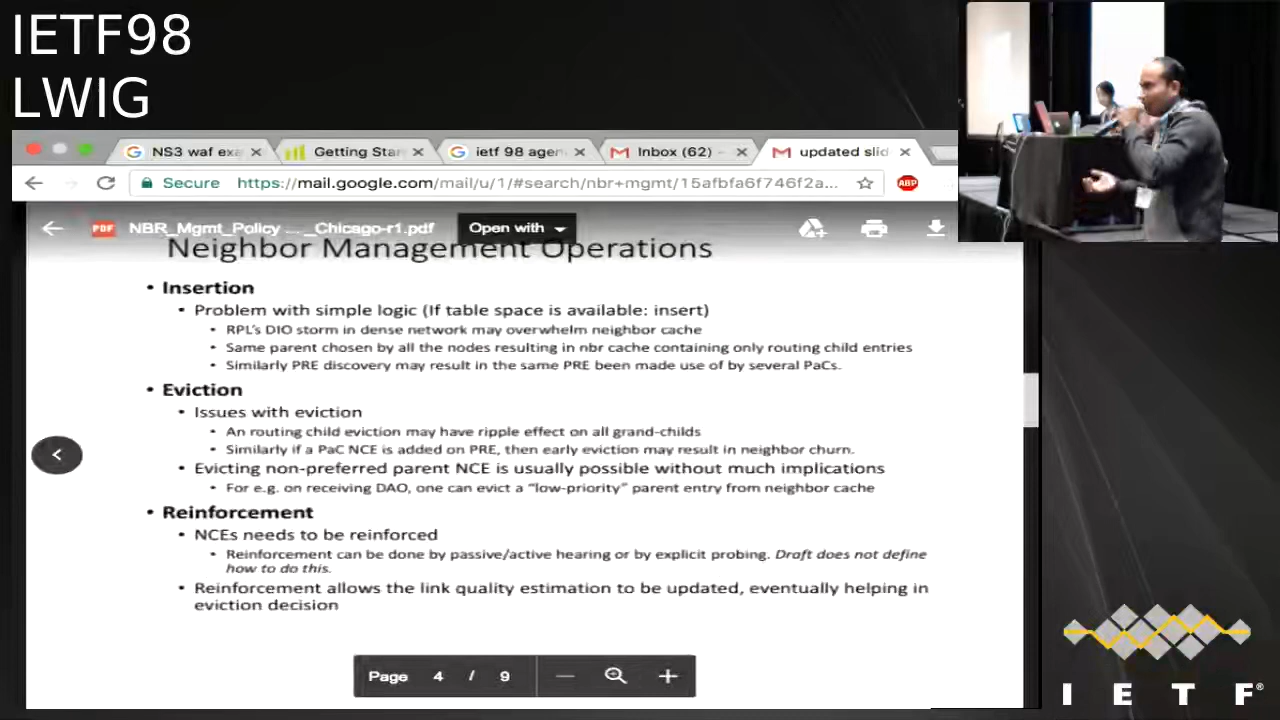 IETF98
LWIG
NS3 waf exa
Getting Star
ietf 98 agen
Inbox (62) -
updated slid
Secure https://mail.google.com/mail/u/1/#search/nbr+mgmt/15afbfa6f746f2a...
ABP
PDF NBR_Mgmt_Policy ... _Chicago-r1.pdf
Open with
Neighbor Management Operations
• Insertion
• Problem with simple logic (If table space is available: insert)
• RPL's DIO storm in dense network may overwhelm neighbor cache
• Same parent chosen by all the nodes resulting in nbr cache containing only routing child entries
• Similarly PRE discovery may result in the same PRE been made use of by several PaCs.
• Eviction
• Issues with eviction
• An routing child eviction may have ripple effect on all grand-childs
• Similarly if a PaC NCE is added on PRE, then early eviction may result in neighbor churn.
• Evicting non-preferred parent NCE is usually possible without much implications
• For e.g. on receiving DAO, one can evict a "low-priority" parent entry from neighbor cache
• Reinforcement
• NCEs needs to be reinforced
• Reinforcement can be done by passive/active hearing or by explicit probing. Draft does not define
how to do this.
• Reinforcement allows the link quality estimation to be updated, eventually helping in
eviction decision
Page 4 / 9
I E T F®